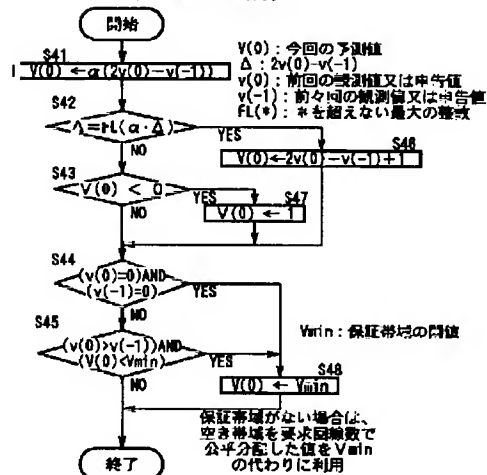 開始
S41
V(0) ←α(2v(0)-v(-1))
V(0) : 今回の予測値
Δ : 2v(0)-v(-1)
v(0) : 前回の観測値又は申告値
v(-1) : 前々回の観測値又は申告値
FL(*) : *を超えない最大の整数
S42
Δ=FL(α·Δ)
YES
NO
S46
V(0)←2v(0)-v(-1)+1
S43
V(0) < 0
YES
NO
S47
V(0) ← 1
S44
(v(0)=0)AND
(v(-1)=0)
YES
NO
Vmin : 保証帯域の閾値
S45
(v(0)>v(-1))AND
(V(0)<Vmin)
YES
NO
S48
V(0) ← Vmin
保証帯域がない場合は、
空き帯域を要求回線数で
公平分配した値をVmin
の代わりに利用
終了